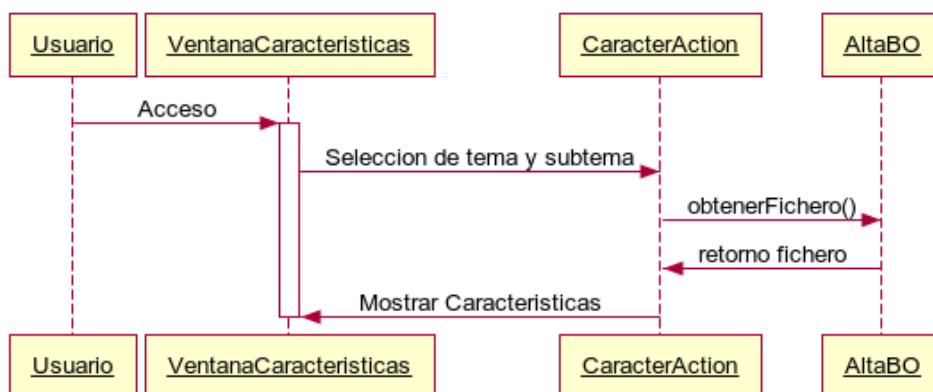 Usuario
VentanaCaracteristicas
CaracterAction
AltaBO
Acceso
Seleccion de tema y subtema
obtenerFichero()
retorno fichero
Mostrar Caracteristicas
Usuario
VentanaCaracteristicas
CaracterAction
AltaBO